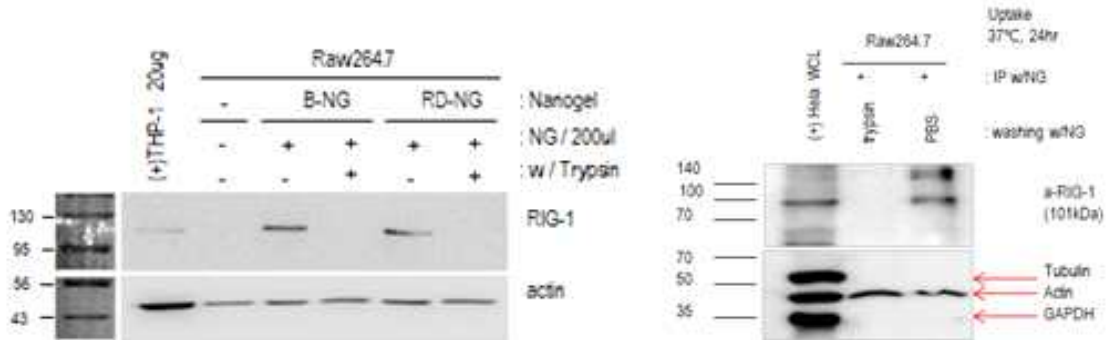 (+)THP-1 20ug
Raw264.7
- B-NG RD-NG : Nanogel
- + + + + : NG / 200ul
- - + - + : w / Trypsin
130
95
RIG-1
56
43
actin
Uptake
37℃, 24hr
Raw264.7
(+) Hela WCL
+ + : IP w/NG
trypsin PBS : washing w/NG
140
100
70
a-RIG-1
(101kDa)
70
50
35
Tubulin
Actin
GAPDH